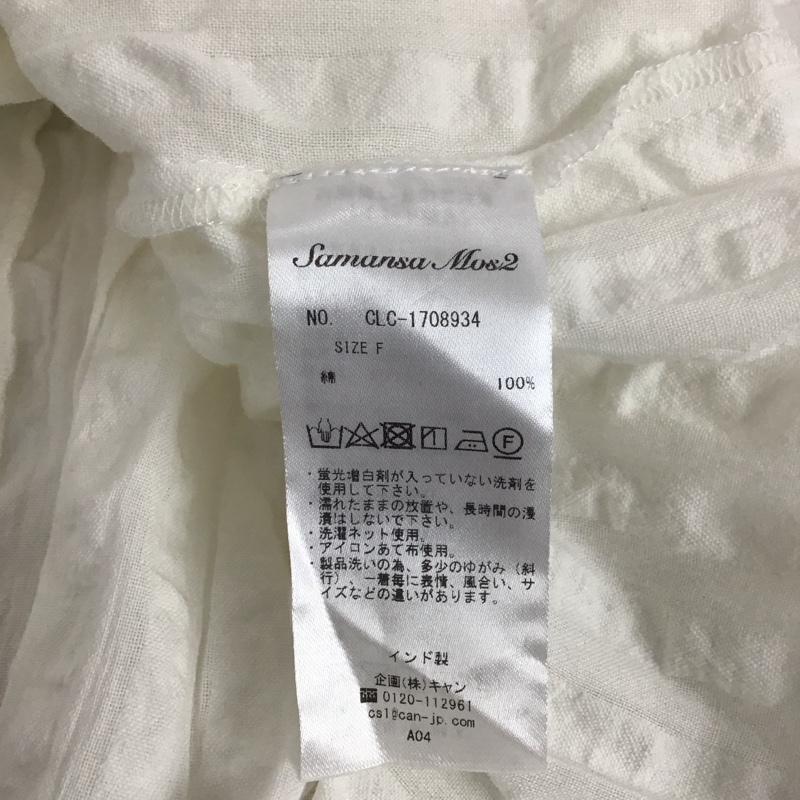 Samansa Mos2
NO. CLC-1708934
SIZE F
綿 100%
F
・蛍光増白剤が入っていない洗剤を
使用して下さい。
・濡れたままの放置や、長時間の浸
漬はしないで下さい。
・洗濯ネット使用。
・アイロンあて布使用。
・製品洗いの為、多少のゆがみ（斜
行）、一着毎に表情、風合い、サ
イズなどの違いがあります。
インド製
企画(株)キャン
0120-112961
cs1@can-jp.com
A04